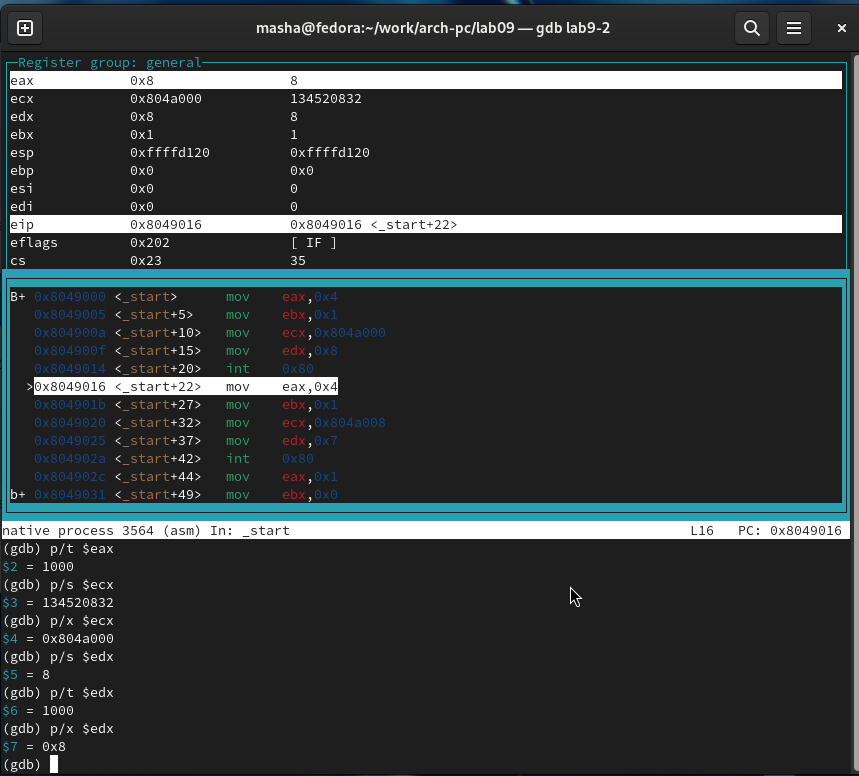 masha@fedora:~/work/arch-pc/lab09 — gdb lab9-2
Register group: general
eax 0x8 8
ecx 0x804a000 134520832
edx 0x8 8
ebx 0x1 1
esp 0xffffd120 0xffffd120
ebp 0x0 0x0
esi 0x0 0
edi 0x0 0
eip 0x8049016 0x8049016 <_start+22>
eflags 0x202 [ IF ]
cs 0x23 35
B+ 0x8049000 <_start> mov eax,0x4
0x8049005 <_start+5> mov ebx,0x1
0x804900a <_start+10> mov ecx,0x804a000
0x804900f <_start+15> mov edx,0x8
0x8049014 <_start+20> int 0x80
>0x8049016 <_start+22> mov eax,0x4
0x804901b <_start+27> mov ebx,0x1
0x8049020 <_start+32> mov ecx,0x804a008
0x8049025 <_start+37> mov edx,0x7
0x804902a <_start+42> int 0x80
0x804902c <_start+44> mov eax,0x1
b+ 0x8049031 <_start+49> mov ebx,0x0
native process 3564 (asm) In: _start L16 PC: 0x8049016
(gdb) p/t $eax
$2 = 1000
(gdb) p/s $ecx
$3 = 134520832
(gdb) p/x $ecx
$4 = 0x804a000
(gdb) p/s $edx
$5 = 8
(gdb) p/t $edx
$6 = 1000
(gdb) p/x $edx
$7 = 0x8
(gdb)